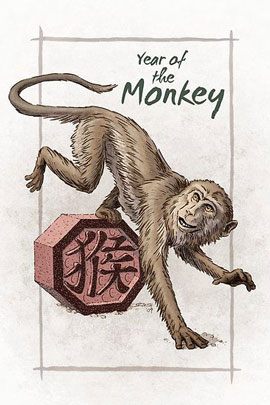 Year of
the
Monkey
猴